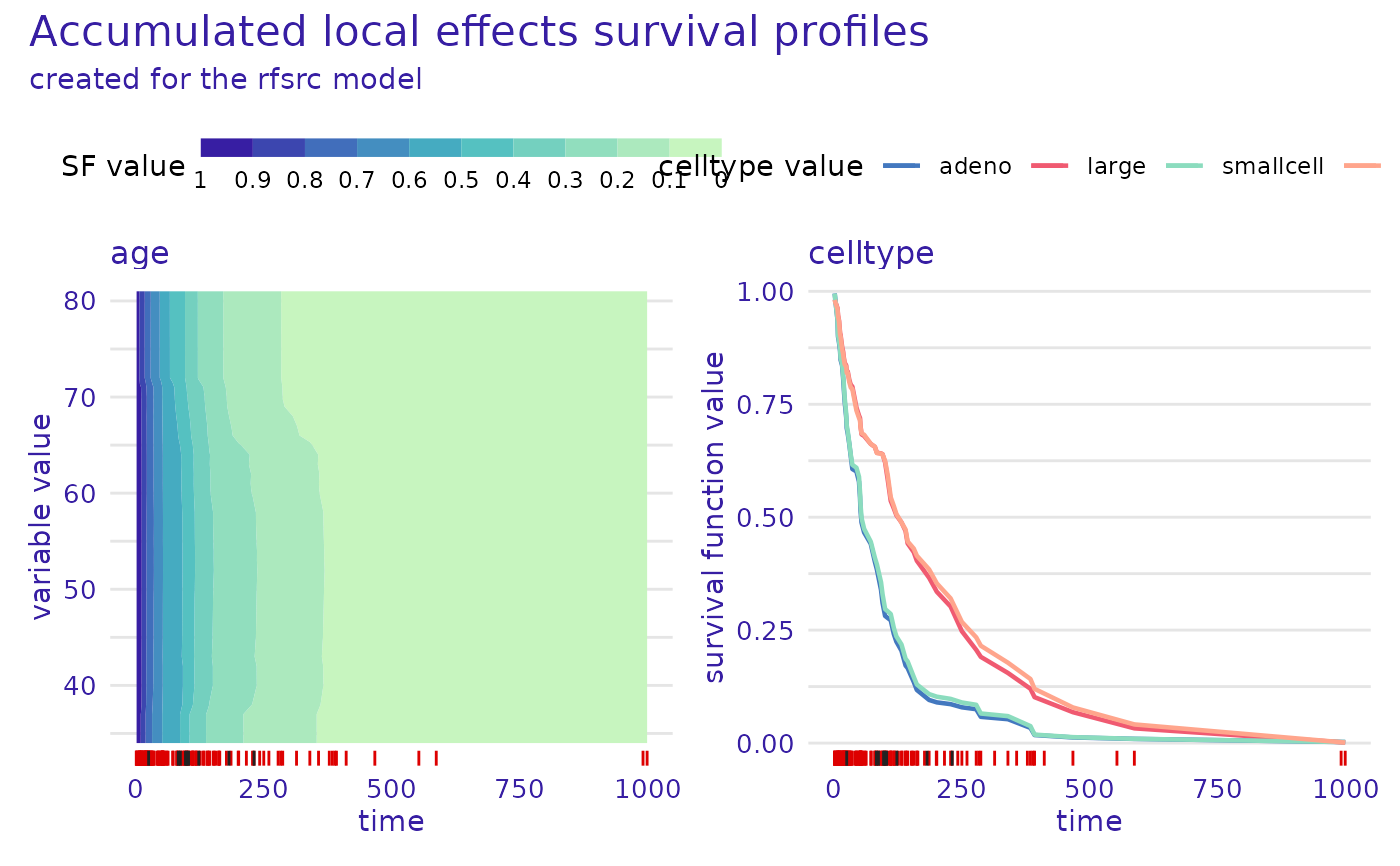 Accumulated local effects survival profiles
created for the rfsrc model
SF value
1 0.9 0.8 0.7 0.6 0.5 0.4 0.3 0.2 0.1 0
celltype value adeno large smallcell
age
variable value
80
70
60
50
40
0 250 500 750 1000
time
celltype
survival function value
1.00
0.75
0.50
0.25
0.00
0 250 500 750 1000
time